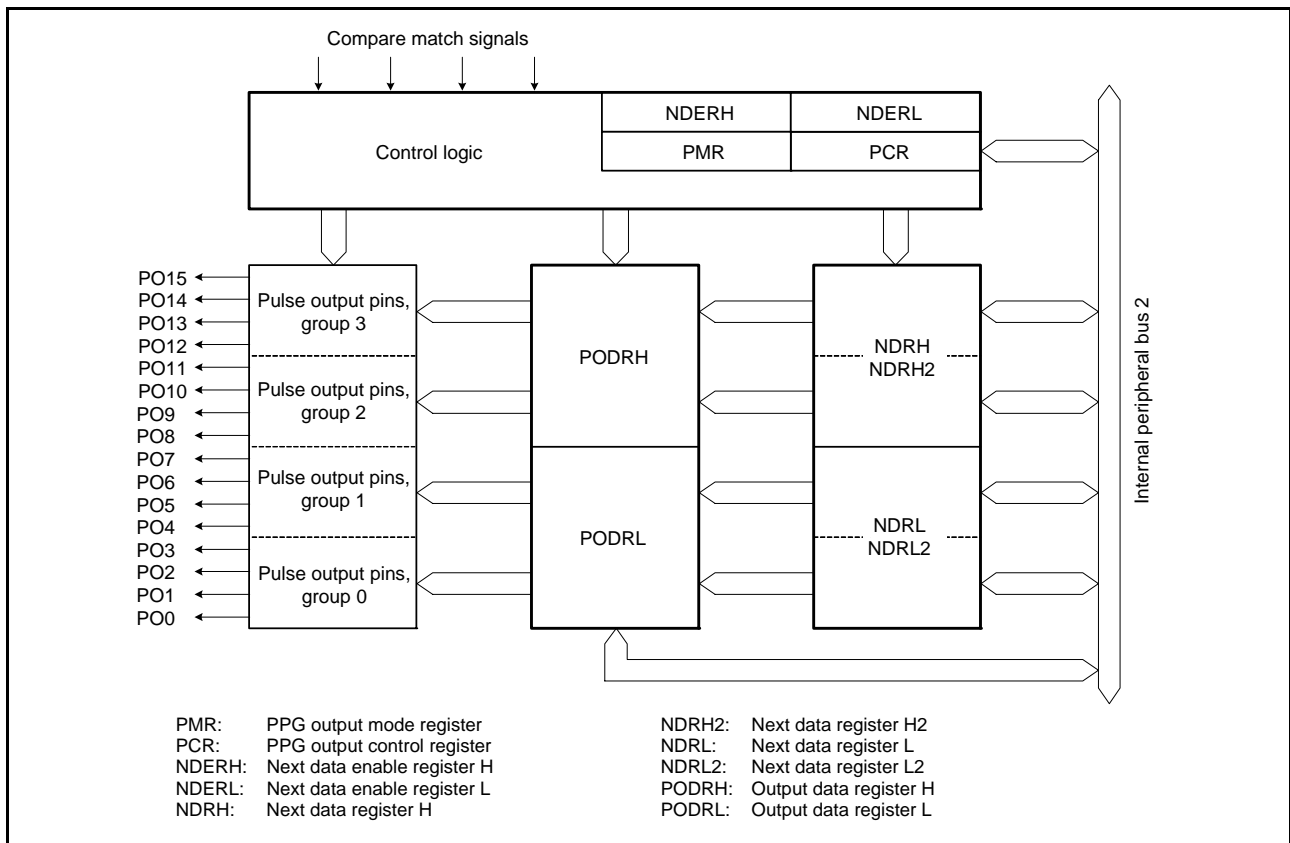 Compare match signals
NDERH
NDERL
Control logic
PMR
PCR
PO15
PO14
PO13
PO12
PO11
PO10
PO9
PO8
PO7
PO6
PO5
PO4
PO3
PO2
PO1
PO0
Pulse output pins,
group 3
Pulse output pins,
group 2
Pulse output pins,
group 1
Pulse output pins,
group 0
PODRH
PODRL
NDRH
NDRH2
NDRL
NDRL2
Internal peripheral bus 2
PMR: PPG output mode register
PCR: PPG output control register
NDERH: Next data enable register H
NDERL: Next data enable register L
NDRH: Next data register H
NDRH2: Next data register H2
NDRL: Next data register L
NDRL2: Next data register L2
PODRH: Output data register H
PODRL: Output data register L